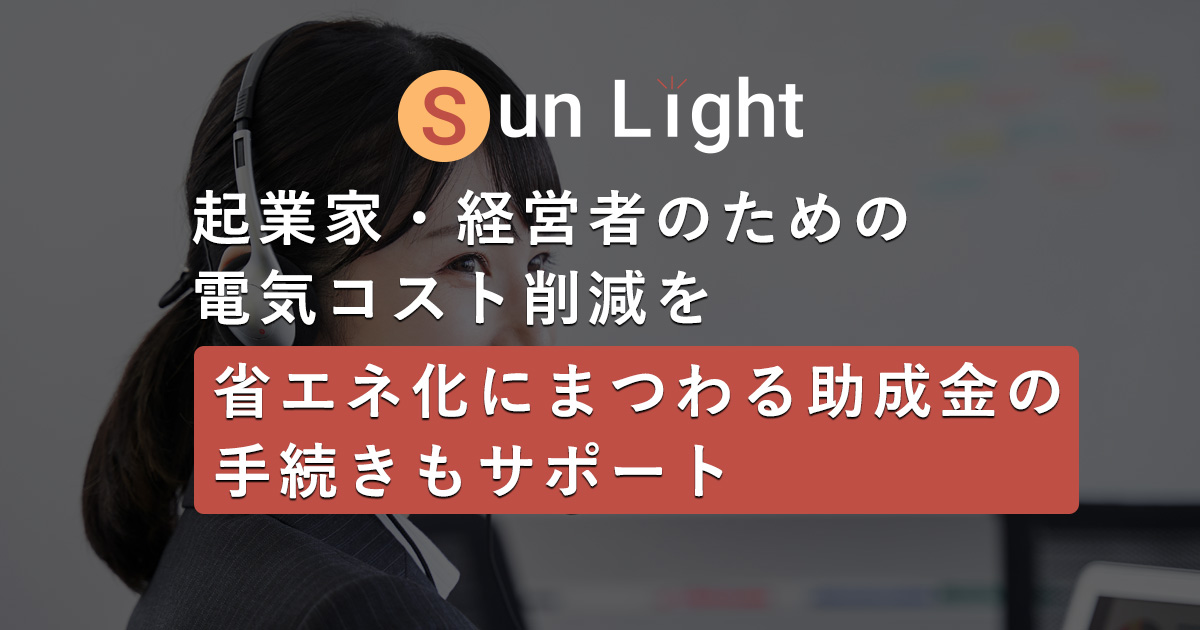 Sun Light
起業家・経営者のための
電気コスト削減を
省エネ化にまつわる助成金の
手続きもサポート